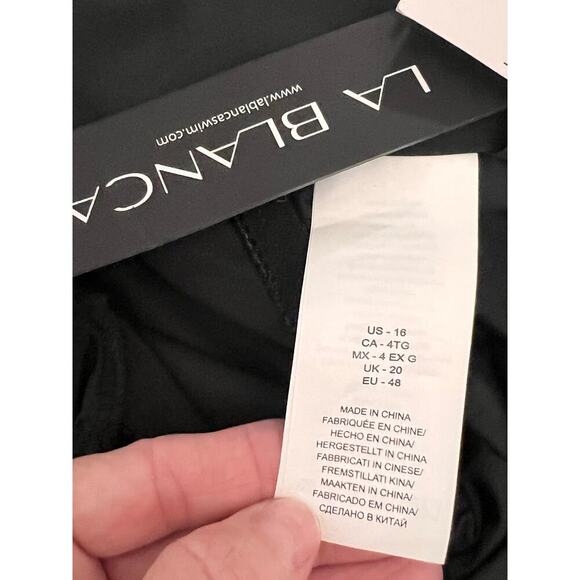 LA BLANCA
www.lablancaswim.com
US - 16
CA - 4TG
MX - 4 EX G
UK - 20
EU - 48
MADE IN CHINA
FABRIQUÉE EN CHINE/
HECHO EN CHINA/
HERGESTELLT IN CHINA
FABBRICATI IN CINESE/
FREMSTILLATI KINA/
MAAKTEN IN CHINA/
FABRICADO EM CHINA/
СДЕЛАНО В КИТАЙ